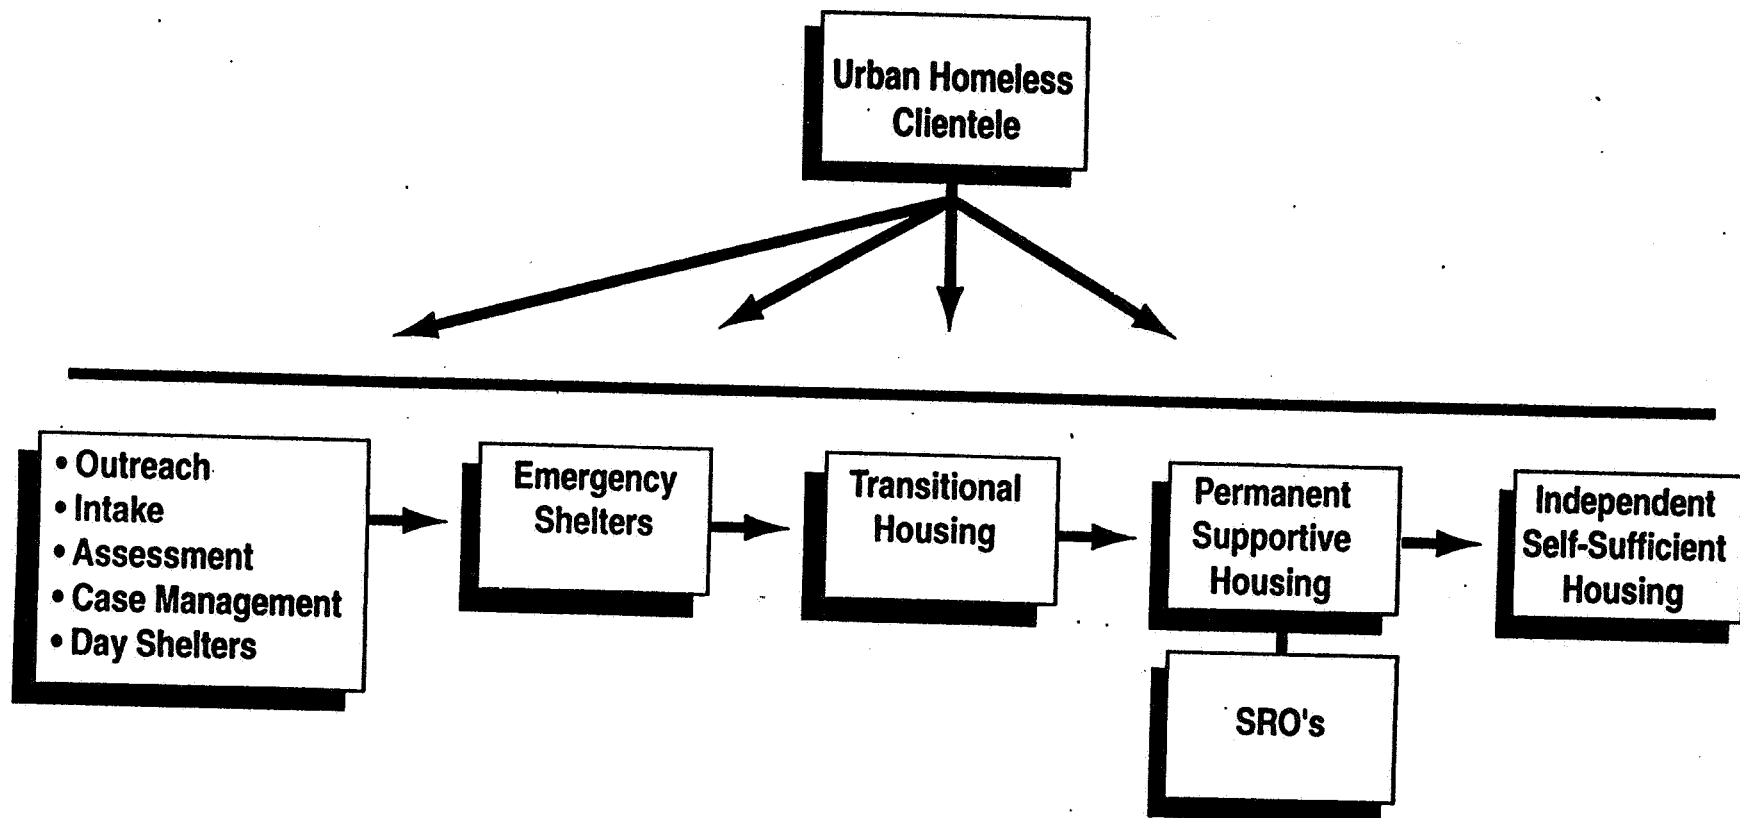 Urban Homeless
Clientele
• Outreach
• Intake
• Assessment
• Case Management
• Day Shelters
Emergency
Shelters
Transitional
Housing
Permanent
Supportive
Housing
SRO's
Independent
Self-Sufficient
Housing